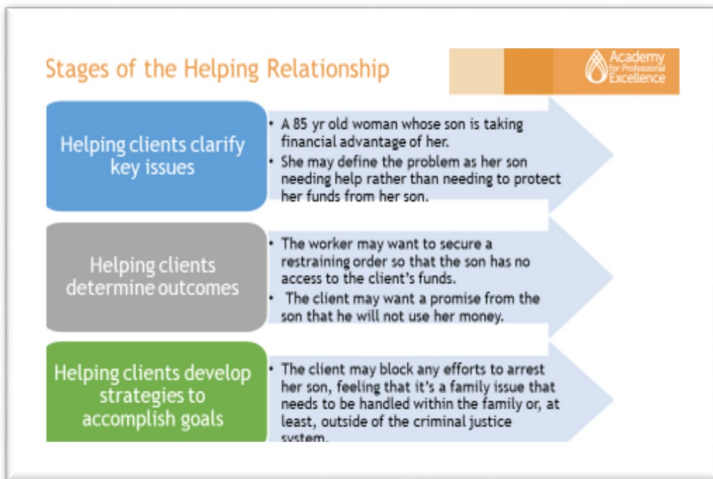 Stages of the Helping Relationship
Academy
for Professional
Excellence
Helping clients clarify
key issues
• A 85 yr old woman whose son is taking
financial advantage of her.
• She may define the problem as her son
needing help rather than needing to protect
her funds from her son.
Helping clients
determine outcomes
• The worker may want to secure a
restraining order so that the son has no
access to the client's funds.
• The client may want a promise from the
son that he will not use her money.
Helping clients develop
strategies to
accomplish goals
• The client may block any efforts to arrest
her son, feeling that it's a family issue that
needs to be handled within the family or, at
least, outside of the criminal justice
system.